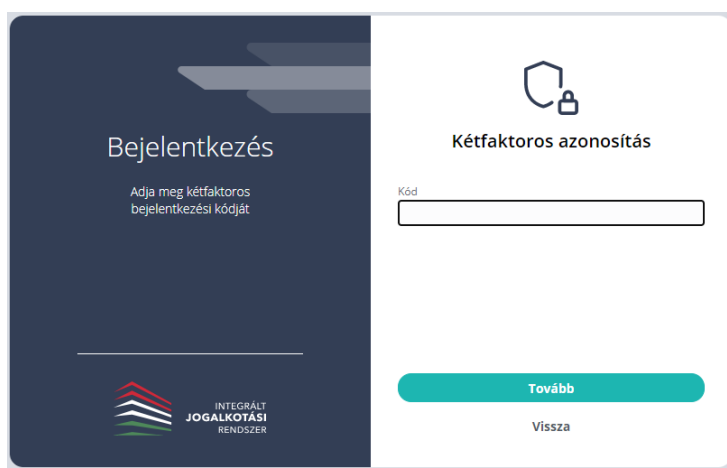 Bejelentkezés
Adja meg kétfaktoros
bejelentkezési kódját
INTEGRÁLT
JOGALKOTÁSI
RENDSZER
Kétfaktoros azonosítás
Kód
Tovább
Vissza